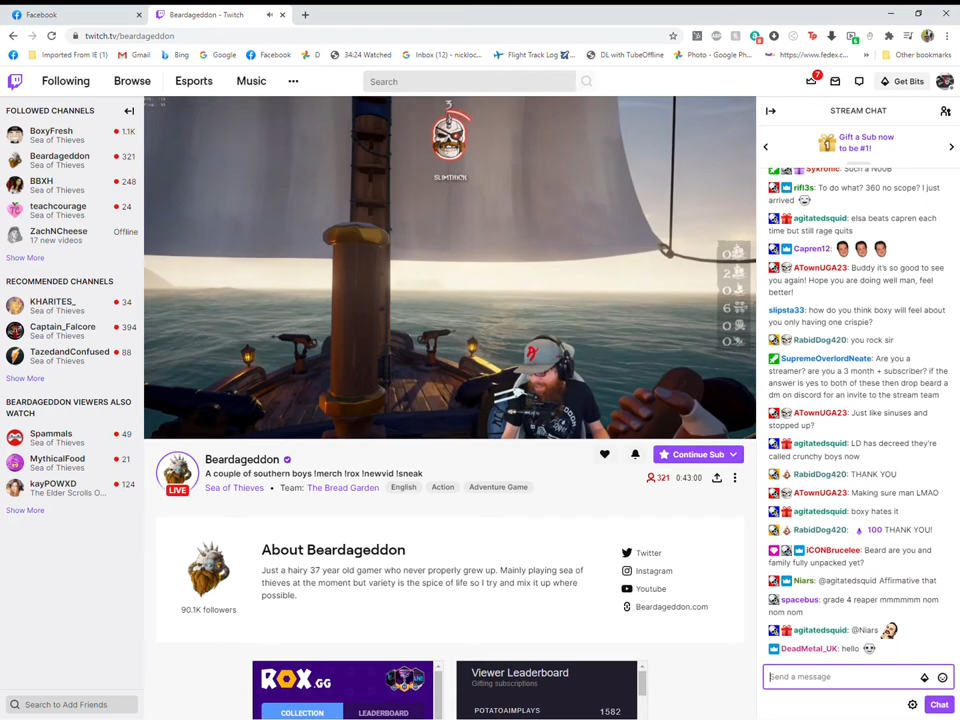 Facebook
Beardageddon - Twitch
twitch.tv/beardageddon
Imported From IE (1)
Gmail
Bing
Google
Facebook
D
34:24 Watched
Inbox (12) - nickloc...
Flight Track Log
DL with TubeOffline
Photo - Google Ph...
https://www.fedex.c...
Other bookmarks
Following
Browse
Esports
Music
Search
7
Get Bits
FOLLOWED CHANNELS
BoxyFresh
1.1K
Sea of Thieves
Beardageddon
321
Sea of Thieves
BBXH
248
Sea of Thieves
teachcourage
24
Sea of Thieves
ZachNCheese
Offline
17 new videos
Show More
RECOMMENDED CHANNELS
KHARITES_
34
Sea of Thieves
Captain_Falcore
394
Sea of Thieves
TazedandConfused
88
Sea of Thieves
Show More
BEARDAGEDDON VIEWERS ALSO
WATCH
Spammals
49
Sea of Thieves
MythicalFood
21
Sea of Thieves
kayPOWXD
124
The Elder Scrolls O...
Show More
Search to Add Friends
3
SLIMTRICK
0
2
0
6
0
0
LIVE
Beardageddon
A couple of southern boys !merch !rox !newvid !sneak
Sea of Thieves
Team: The Bread Garden
English
Action
Adventure Game
Continue Sub
321
0:43:00
About Beardageddon
Just a hairy 37 year old gamer who never properly grew up. Mainly playing sea of
thieves at the moment but variety is the spice of life so I try and mix it up where
possible.
90.1K followers
Twitter
Instagram
Youtube
Beardageddon.com
ROX.GG
COLLECTION
LEADERBOARD
Viewer Leaderboard
Gifting subscriptions
POTATOAIMPLAYS
1582
STREAM CHAT
Gift a Sub now
to be #1!
Sykronic: Such a N00B
rifl3s: To do what? 360 no scope? I just
arrived
agitatedsquid: elsa beats capren each
time but still rage quits
Capren12:
ATownUGA23: Buddy it's so good to see
you again! Hope you are doing well man, feel
better!
slipsta33: how do you think boxy will feel about
you only having one crispie?
RabidDog420: you rock sir
SupremeOverlordNeate: Are you a
streamer? are you a 3 month + subscriber? if the
answer is yes to both of these then drop beard a
dm on discord for an invite to the stream team
ATownUGA23: Just like sinuses and
stopped up?
agitatedsquid: LD has decreed they're
called crunchy boys now
RabidDog420: THANK YOU
ATownUGA23: Making sure man LMAO
agitatedsquid: boxy hates it
RabidDog420: 100 THANK YOU!
iCONBrucelee: Beard are you and
family fully unpacked yet?
Niars: @agitatedsquid Affirmative that
spacebus: grade 4 reaper mmmmmm nom
nom nom
agitatedsquid: @Niars
DeadMetal_UK: hello
Send a message
Chat